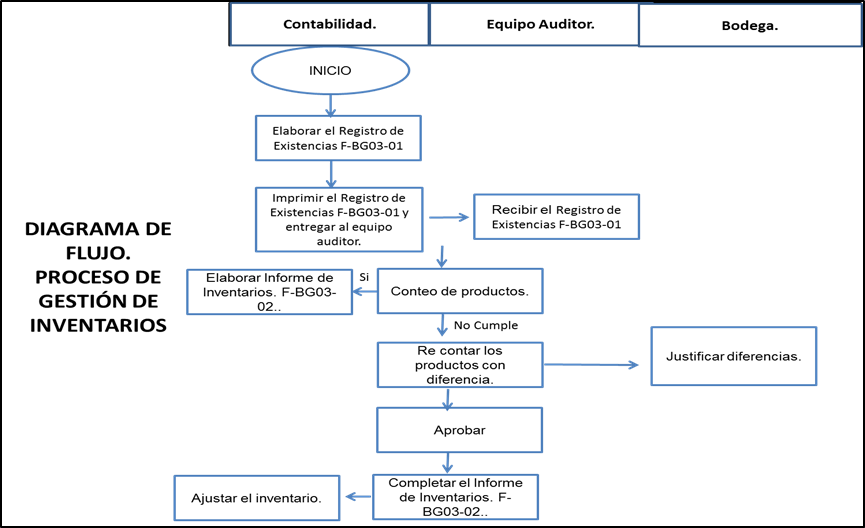 Contabilidad.
Equipo Auditor.
Bodega.
INICIO
Elaborar el Registro de
Existencias F-BG03-01
Imprimir el Registro de
Existencias F-BG03-01 y
entregar al equipo
auditor.
Recibir el Registro de
Existencias F-BG03-01
DIAGRAMA DE
FLUJO.
PROCESO DE
GESTIÓN DE
INVENTARIOS
Elaborar Informe de
Inventarios. F-BG03-
02..
Si
Conteo de productos.
No Cumple
Re contar los
productos con
diferencia.
Justificar diferencias.
Aprobar
Completar el Informe
de Inventarios. F-
BG03-02..
Ajustar el inventario.